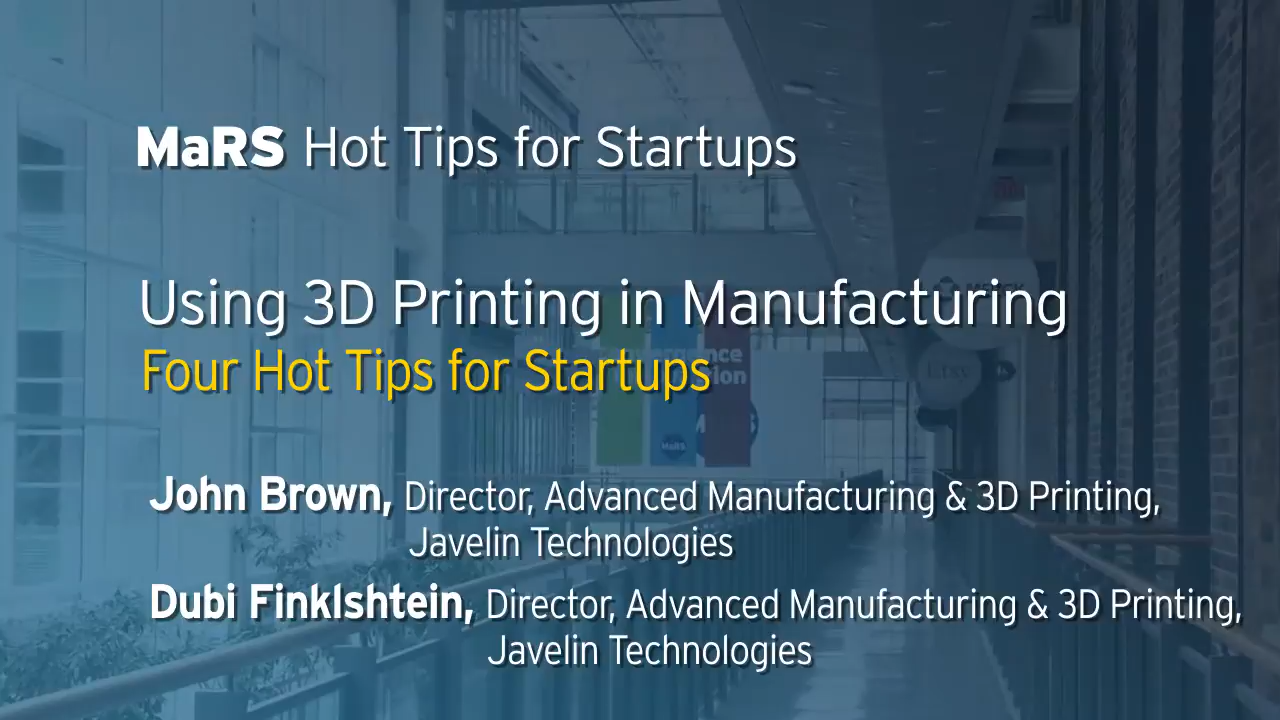 MaRS Hot Tips for Startups
Using 3D Printing in Manufacturing
Four Hot Tips for Startups
John Brown, Director, Advanced Manufacturing & 3D Printing,
Javelin Technologies
Dubi Finklshtein, Director, Advanced Manufacturing & 3D Printing,
Javelin Technologies
MaRS